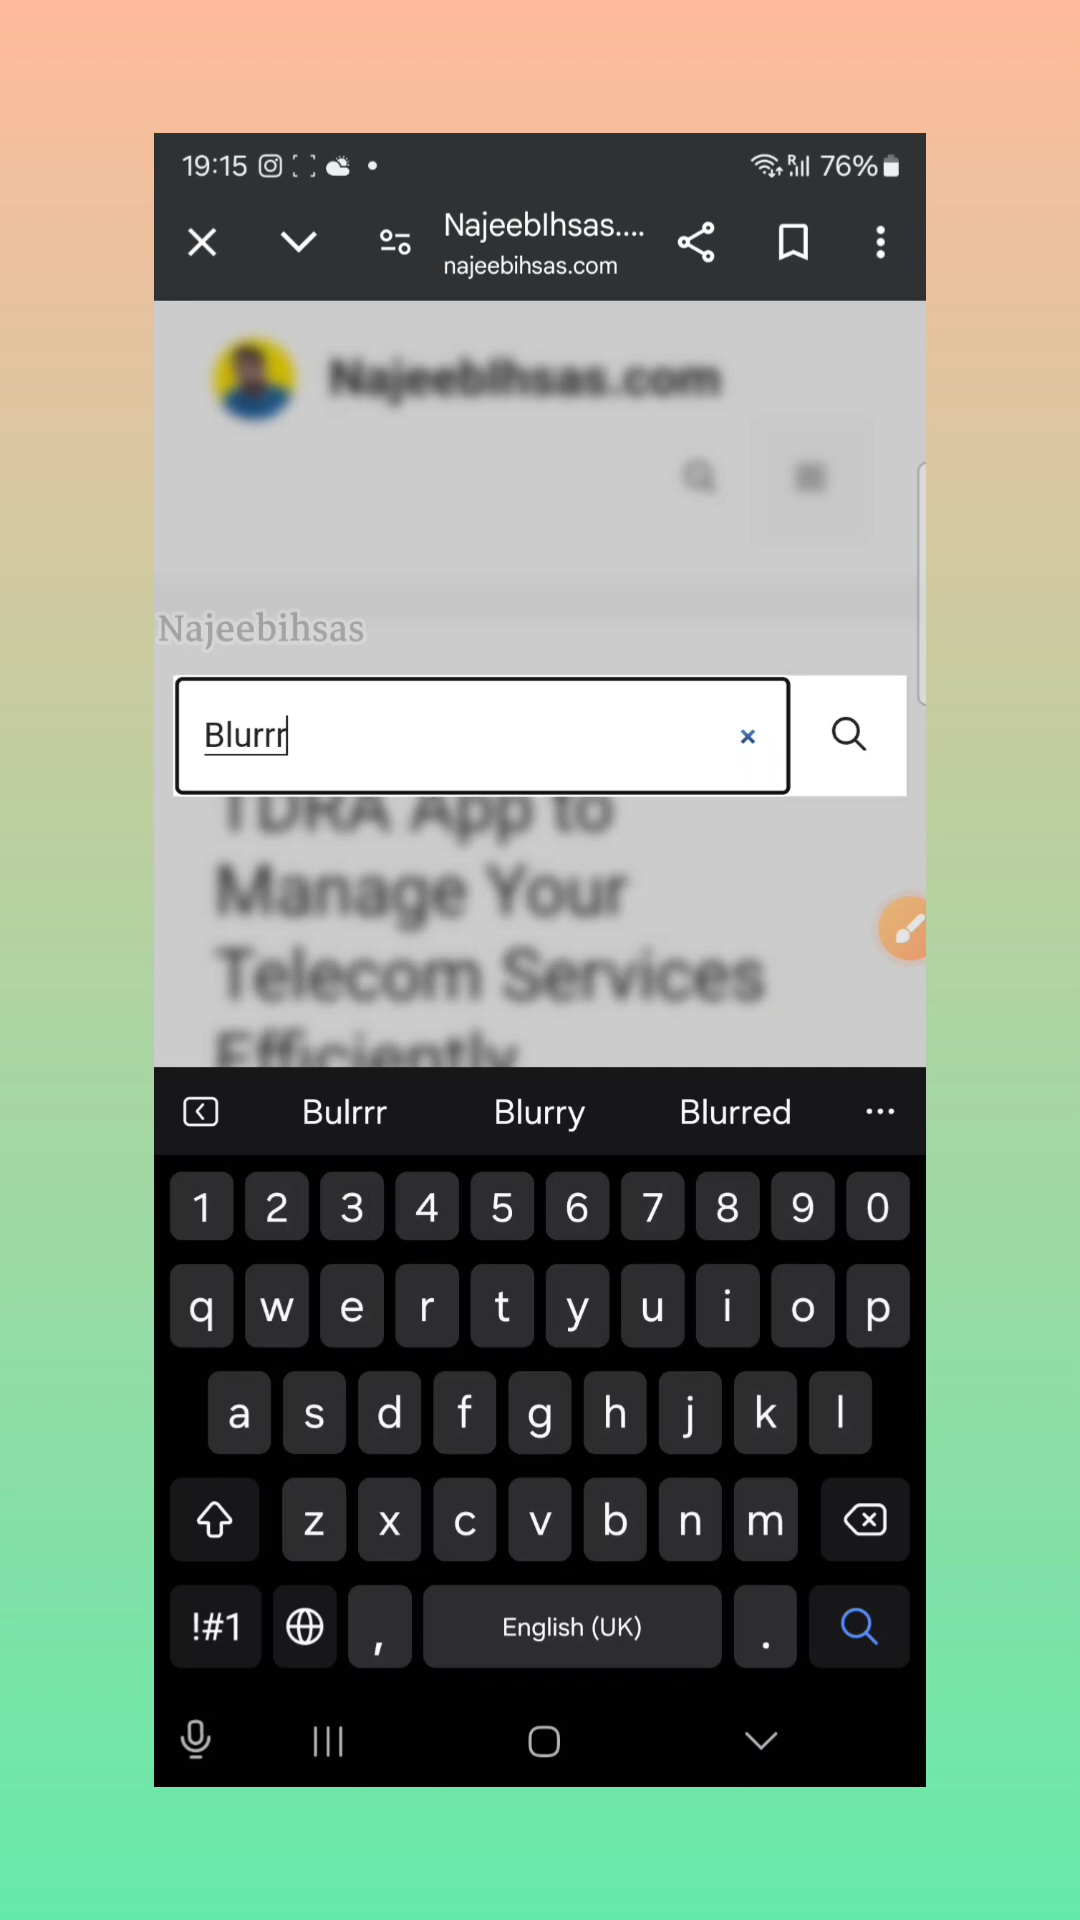 19:15 76%
NajeebIhsas....
najeebihsas.com
NajeebIhsas.com
Najeebihsas
Blurrr
TDRA App to
Manage Your
Telecom Services
Efficiently
Bulrrr Blurry Blurred
1 2 3 4 5 6 7 8 9 0
q w e r t y u i o p
a s d f g h j k l
z x c v b n m
!#1 , English (UK) .